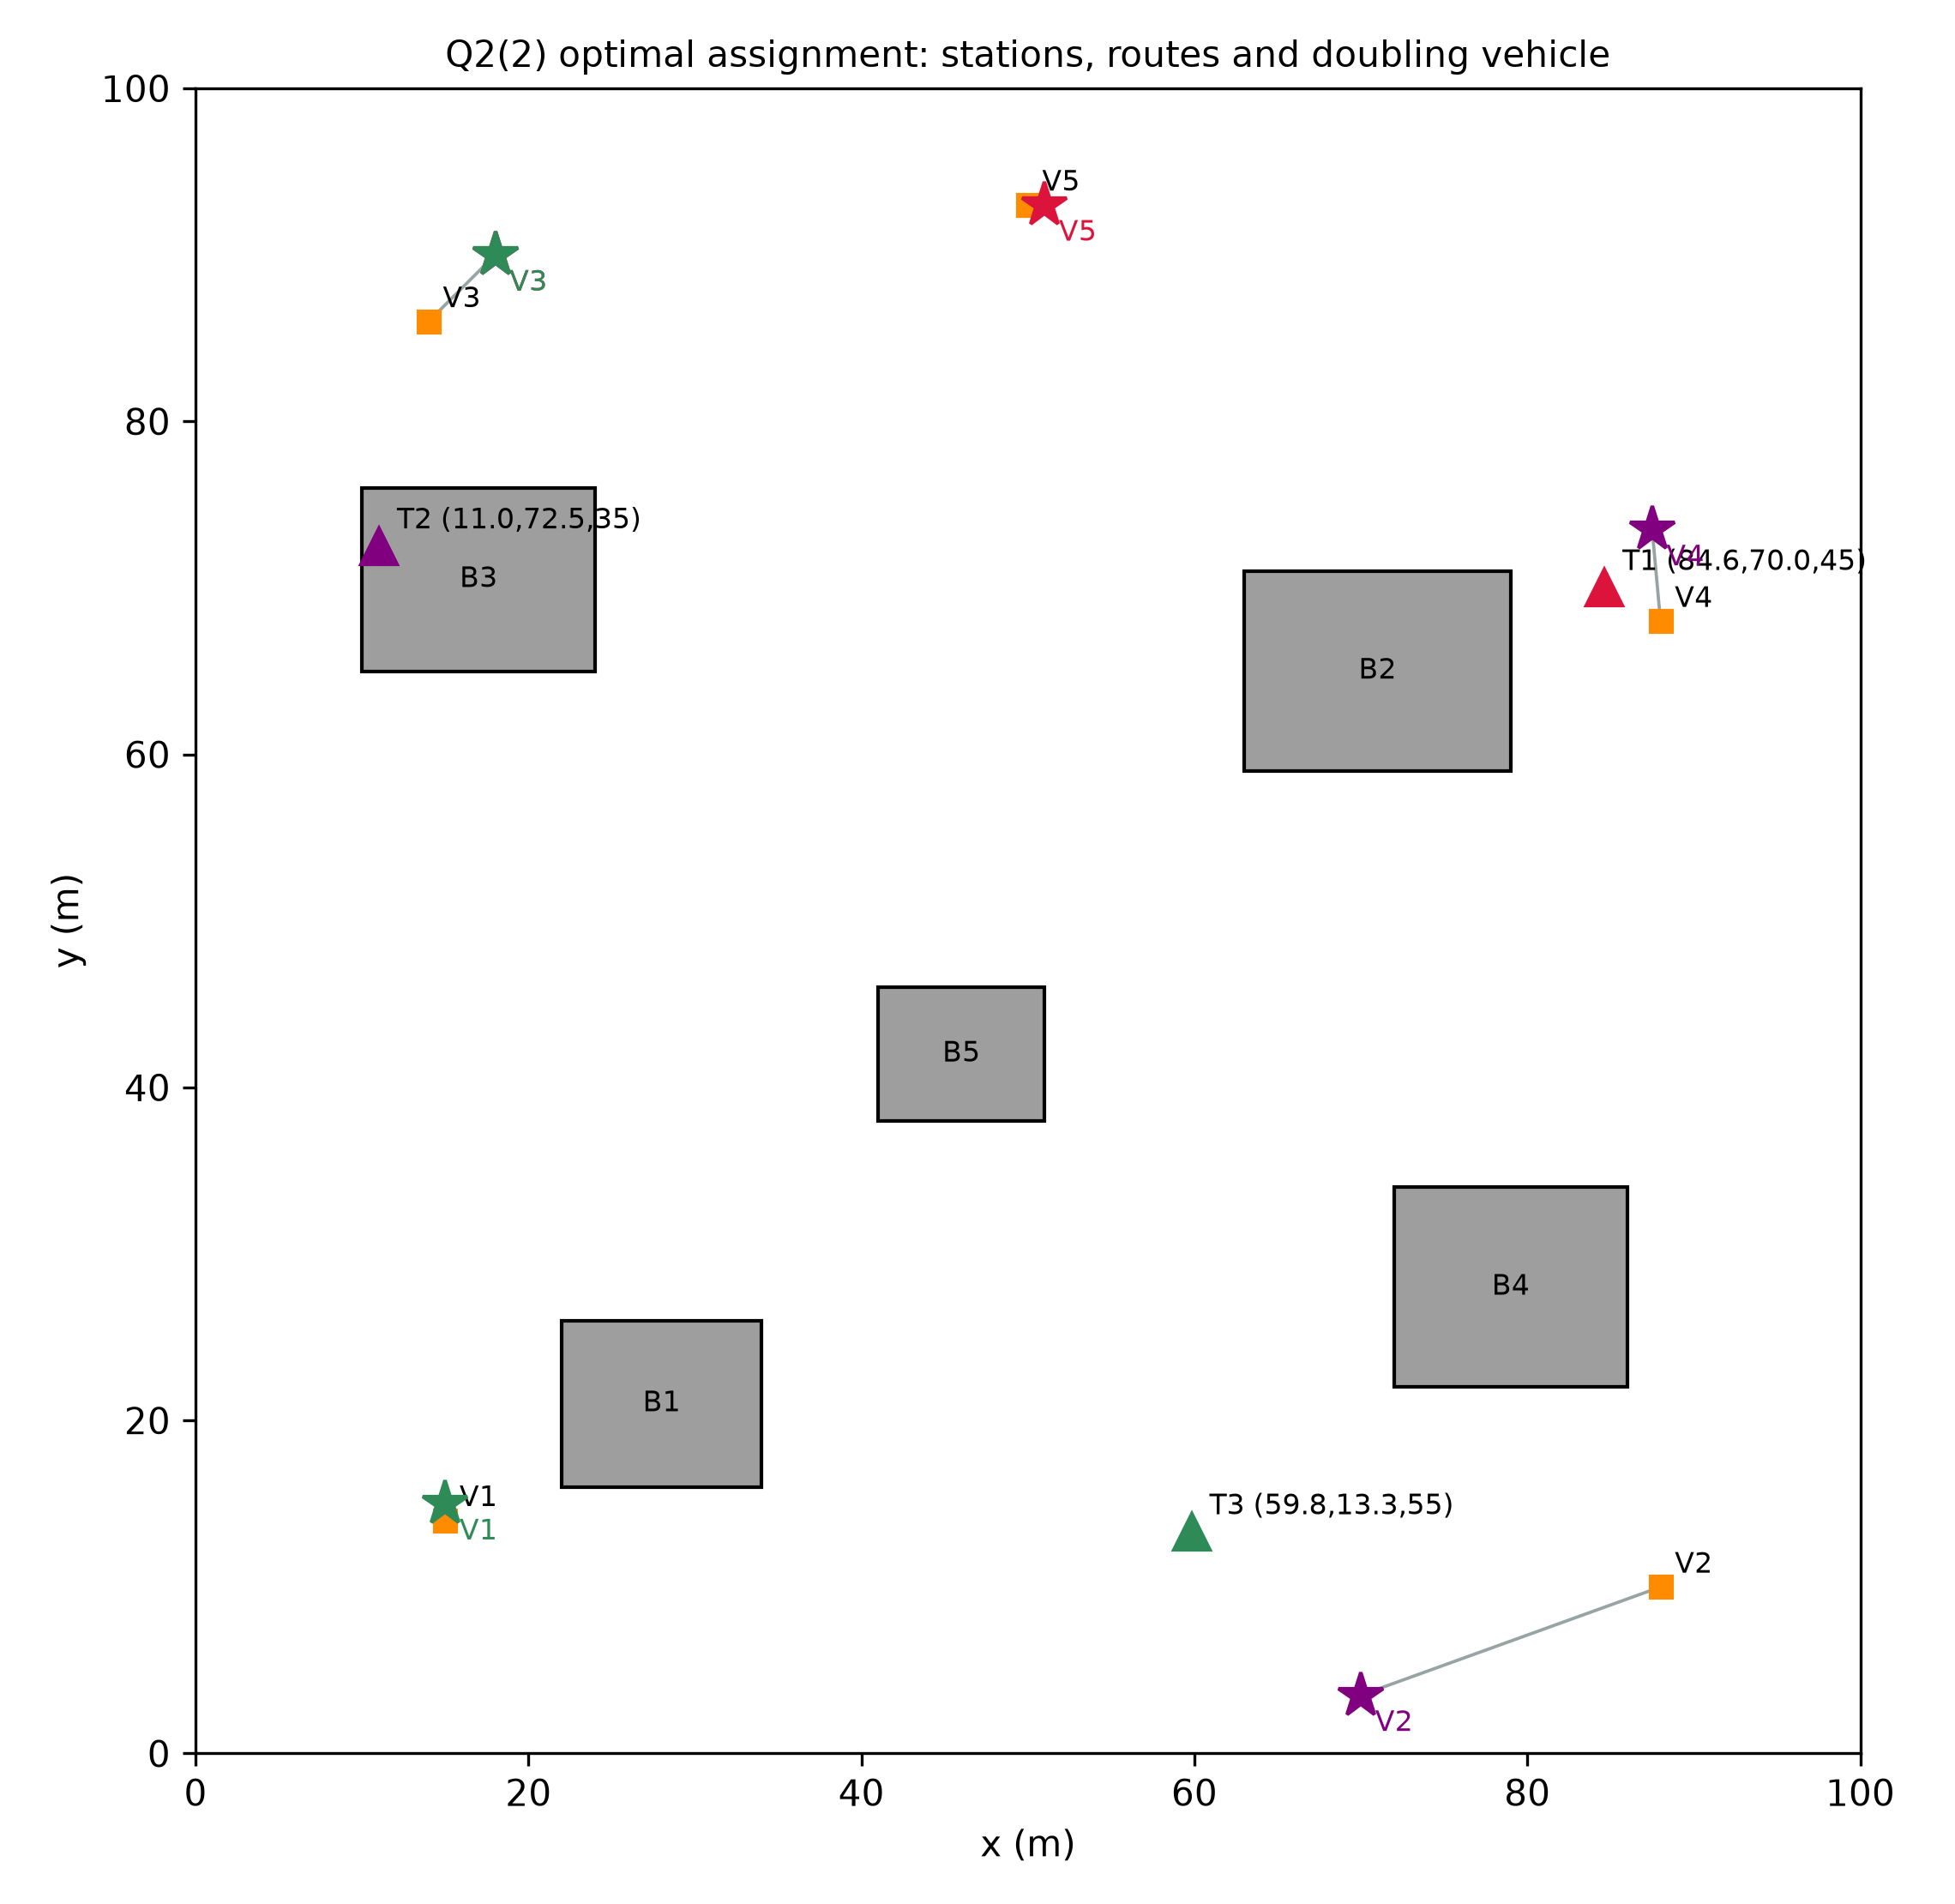 Q2(2) optimal assignment: stations, routes and doubling vehicle
100
V5
V5
V3
V3
80
T2 (11.0,72.5,35)
B3
V4
T1 (84.6,70.0,45)
V4
B2
60
y (m)
B5
40
B4
B1
20
V1
V1
T3 (59.8,13.3,55)
V2
V2
0
0
20
40
60
80
100
x (m)